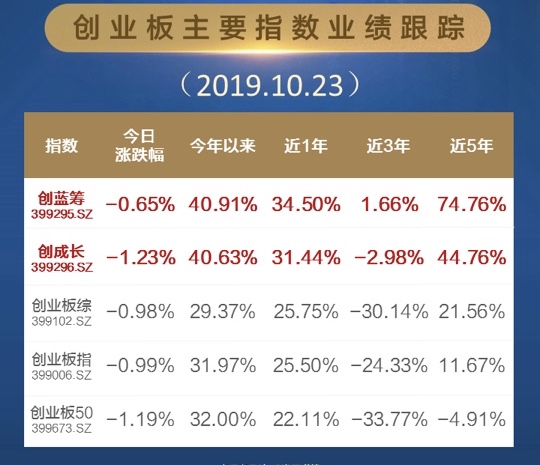 创业板主要指数业绩跟踪
（2019.10.23）
指数 今日涨跌幅 今年以来 近1年 近3年 近5年
创蓝筹 399295.SZ -0.65% 40.91% 34.50% 1.66% 74.76%
创成长 399296.SZ -1.23% 40.63% 31.44% -2.98% 44.76%
创业板综 399102.SZ -0.98% 29.37% 25.75% -30.14% 21.56%
创业板指 399006.SZ -0.99% 31.97% 25.50% -24.33% 11.67%
创业板50 399673.SZ -1.19% 32.00% 22.11% -33.77% -4.91%